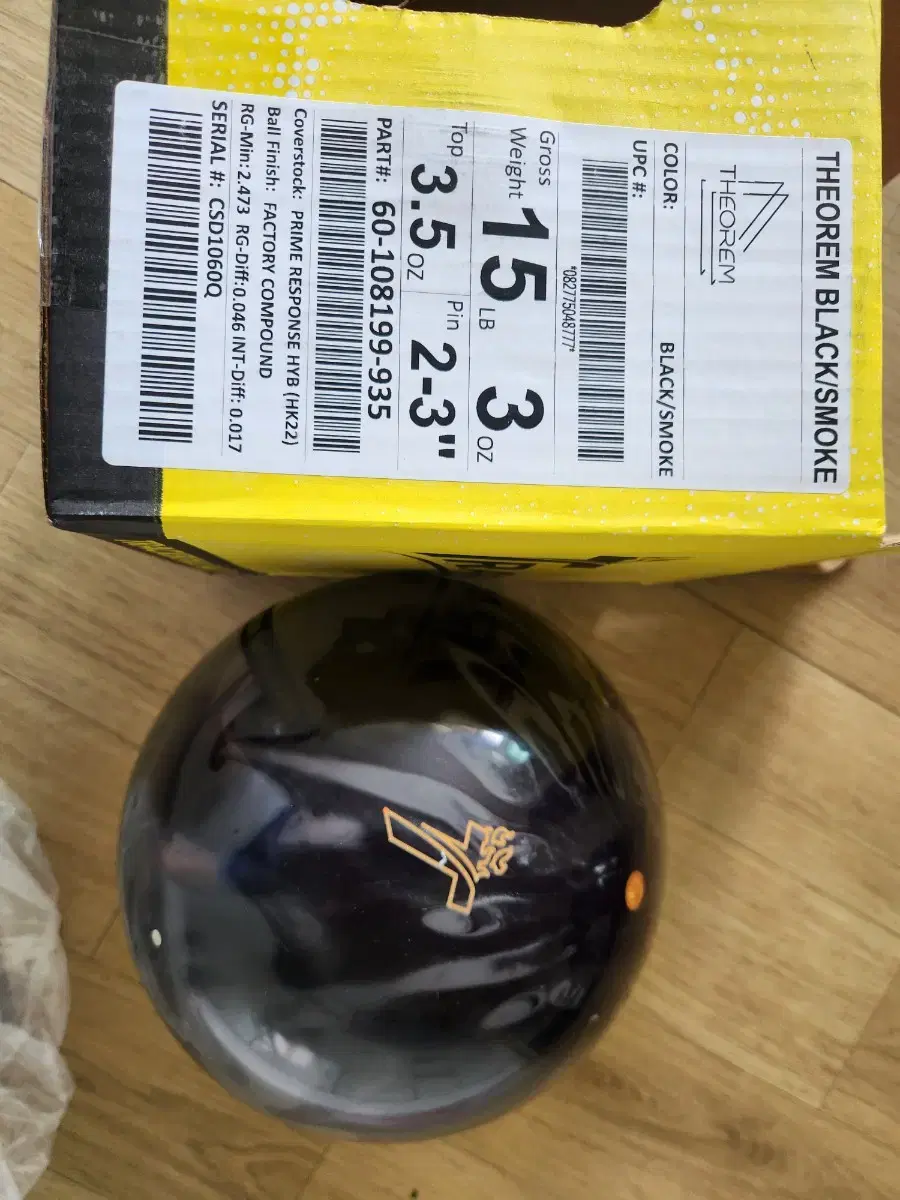 THEOREM BLACK/SMOKE
THEOREM
COLOR: BLACK/SMOKE
UPC #:
*082775048777*
Gross Weight 15 LB 3 OZ
Top 3.5 OZ Pin 2-3"
PART#: 60-108199-935
Coverstock: PRIME RESPONSE HYB (HK22)
Ball Finish: FACTORY COMPOUND
RG-Min:2.473 RG-Diff:0.046 INT-Diff: 0.017
SERIAL #: CSD1060Q